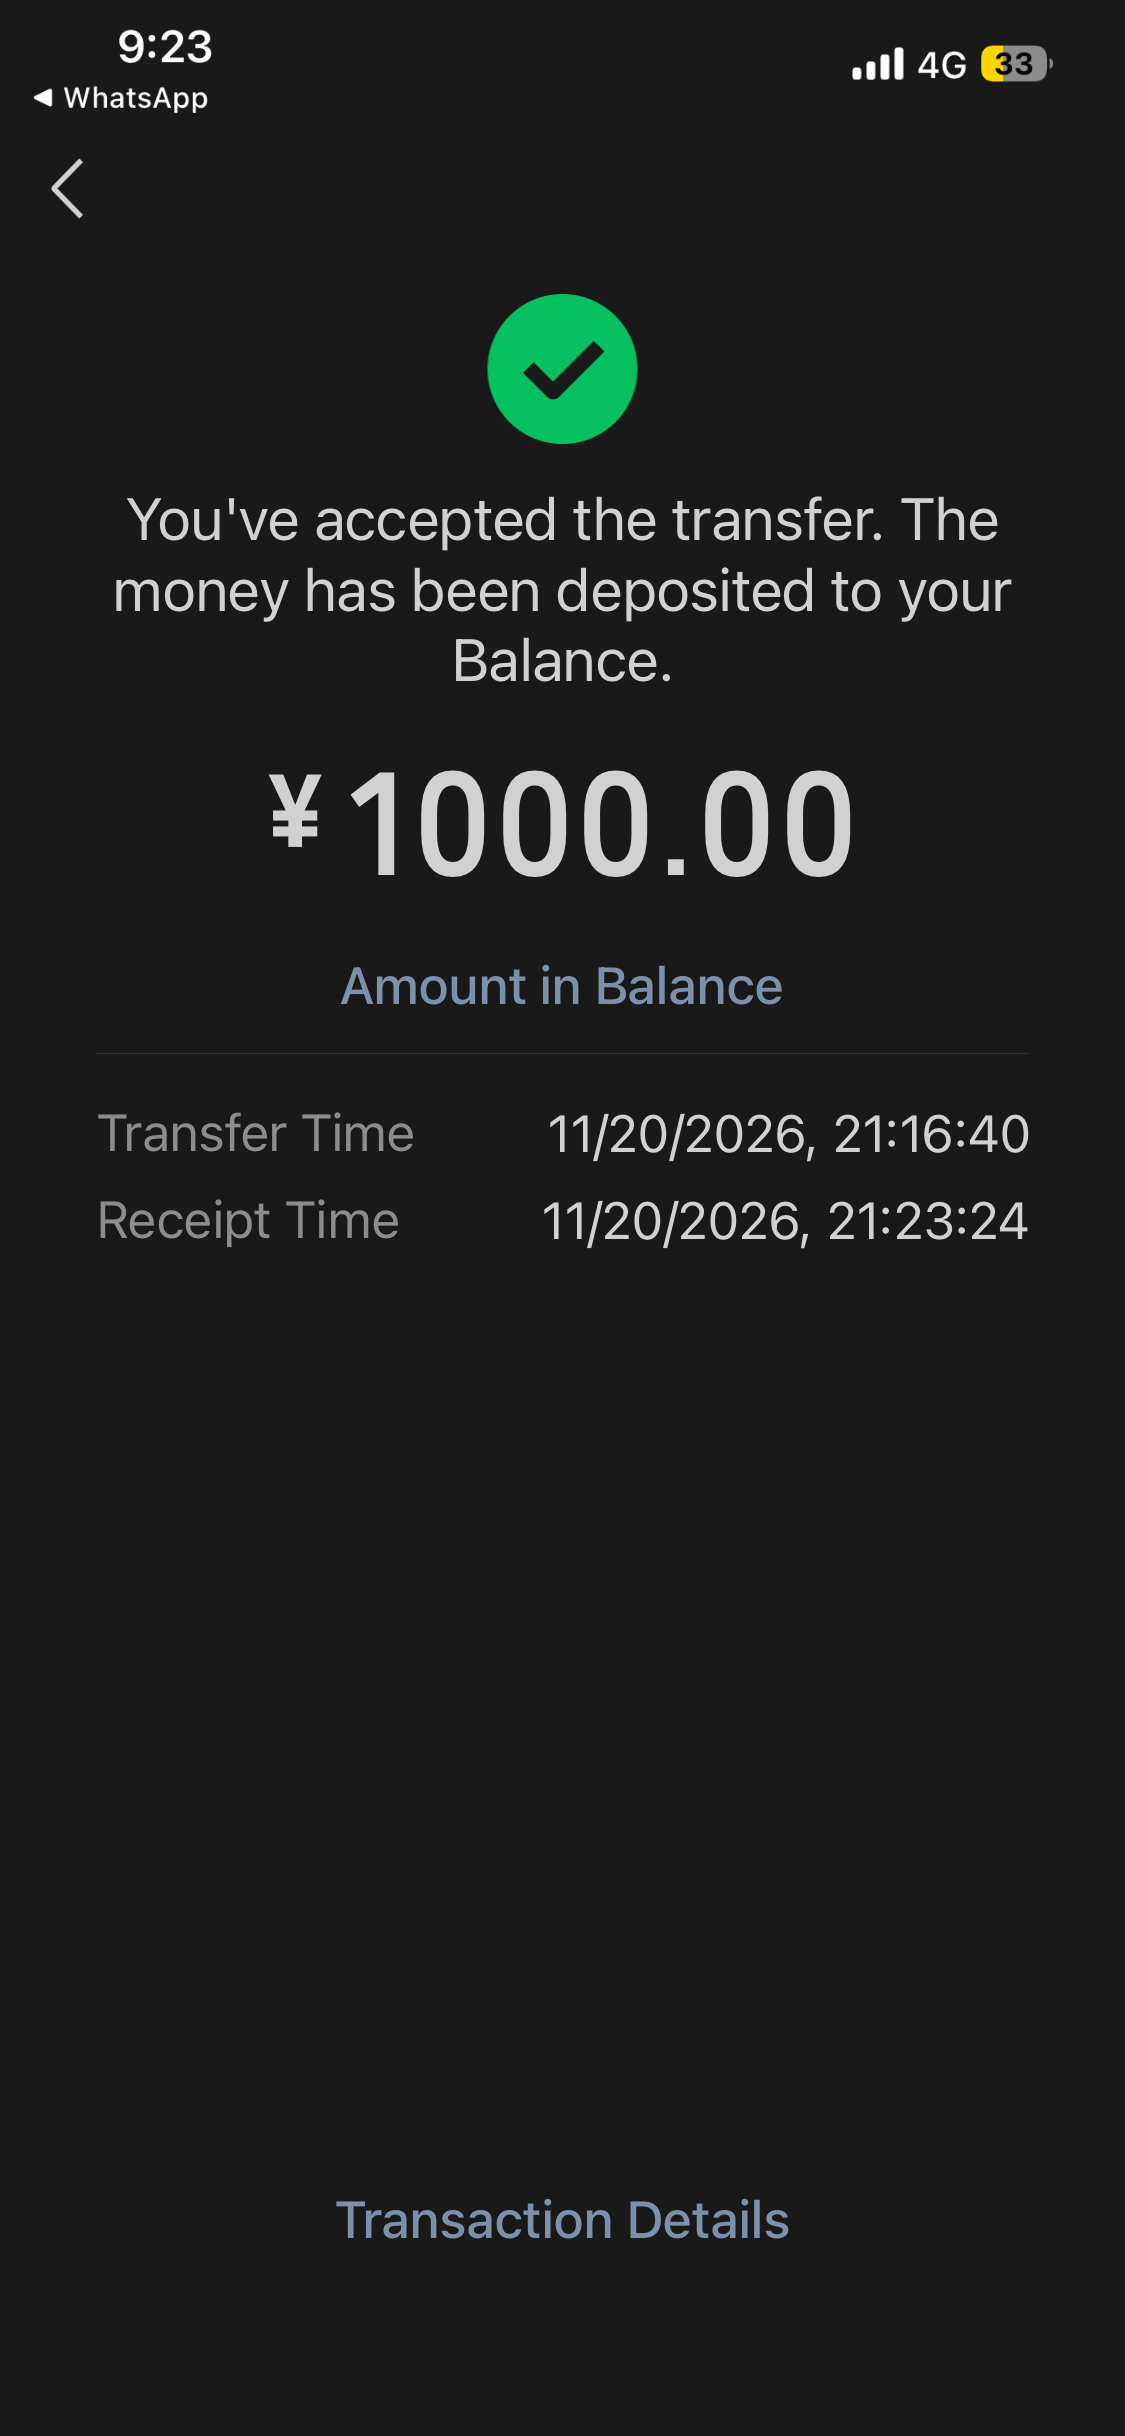 9:23
4G 33
◀ WhatsApp
You've accepted the transfer. The
money has been deposited to your
Balance.
¥1000.00
Amount in Balance
Transfer Time 11/20/2026, 21:16:40
Receipt Time 11/20/2026, 21:23:24
Transaction Details